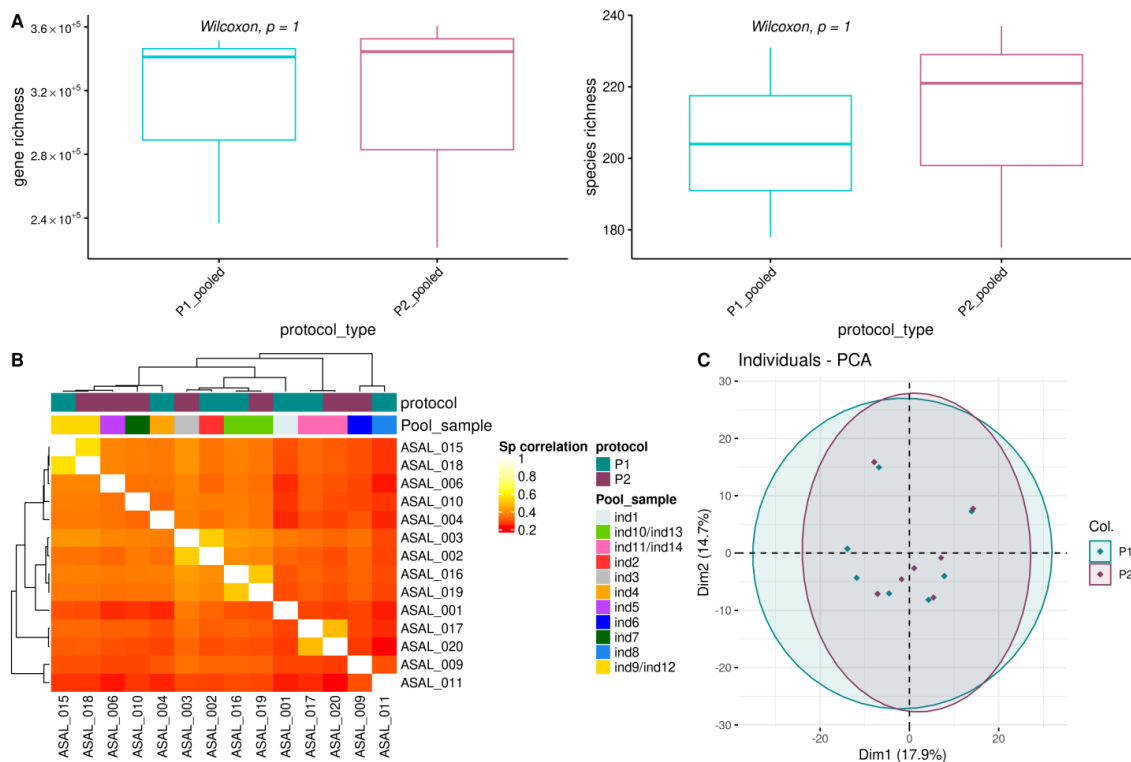 A
Wilcoxon, p = 1
gene richness
3.6×10+5
3.2×10+5
2.8×10+5
2.4×10+5
P1_pooled
P2_pooled
protocol_type
Wilcoxon, p = 1
species richness
240
220
200
180
P1_pooled
P2_pooled
protocol_type
B
protocol
Pool_sample
ASAL_015
ASAL_018
ASAL_006
ASAL_010
ASAL_004
ASAL_003
ASAL_002
ASAL_016
ASAL_019
ASAL_001
ASAL_017
ASAL_020
ASAL_009
ASAL_011
ASAL_015
ASAL_018
ASAL_006
ASAL_010
ASAL_004
ASAL_003
ASAL_002
ASAL_016
ASAL_019
ASAL_001
ASAL_017
ASAL_020
ASAL_009
ASAL_011
Sp correlation
1
0.8
0.6
0.4
0.2
protocol
P1
P2
Pool_sample
ind1
ind10/ind13
ind11/ind14
ind2
ind3
ind4
ind5
ind6
ind7
ind8
ind9/ind12
C
Individuals - PCA
Dim2 (14.7%)
30
20
10
0
-10
-20
-30
-20
0
20
Dim1 (17.9%)
Col.
P1
P2